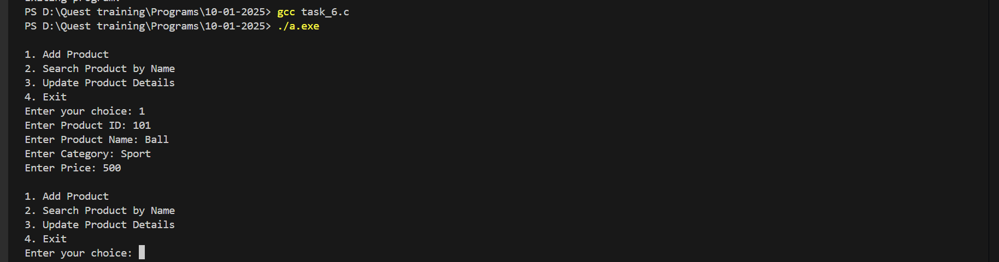 Exiting program.
PS D:\Quest training\Programs\10-01-2025> gcc task_6.c
PS D:\Quest training\Programs\10-01-2025> ./a.exe
1. Add Product
2. Search Product by Name
3. Update Product Details
4. Exit
Enter your choice: 1
Enter Product ID: 101
Enter Product Name: Ball
Enter Category: Sport
Enter Price: 500
1. Add Product
2. Search Product by Name
3. Update Product Details
4. Exit
Enter your choice: